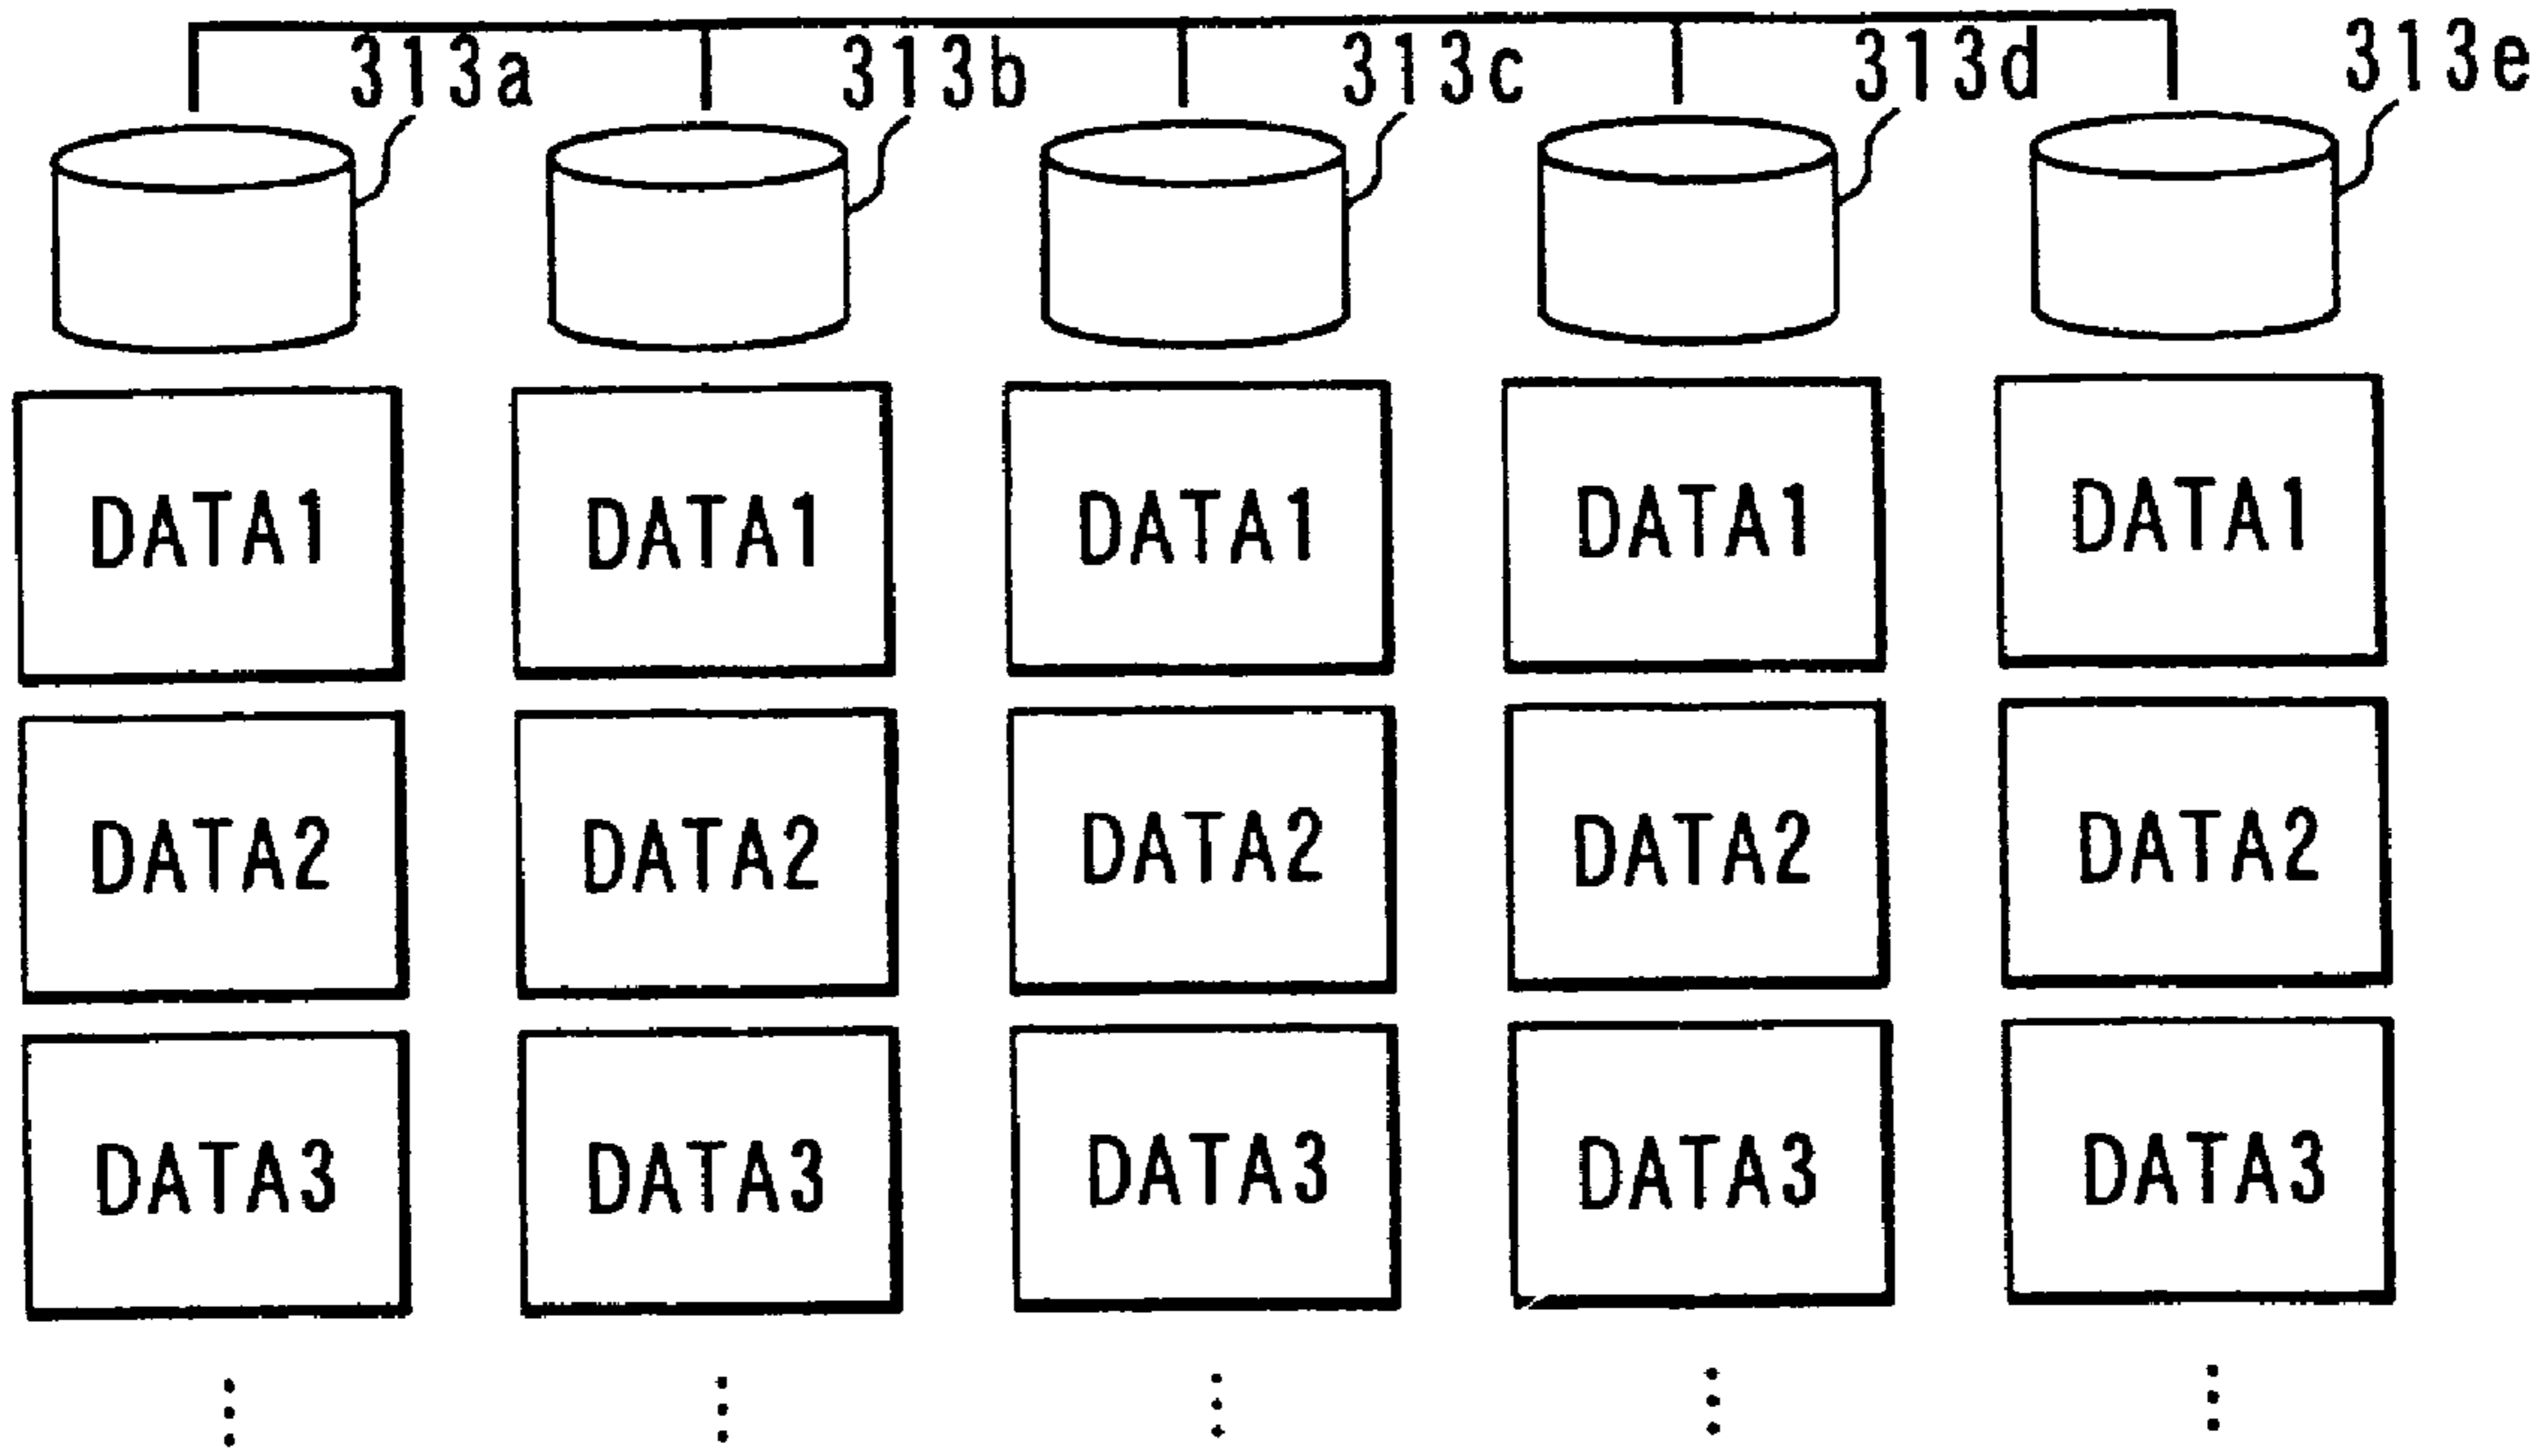 313a 313b 313c 313d 313e
DATA1 DATA1 DATA1 DATA1 DATA1
DATA2 DATA2 DATA2 DATA2 DATA2
DATA3 DATA3 DATA3 DATA3 DATA3